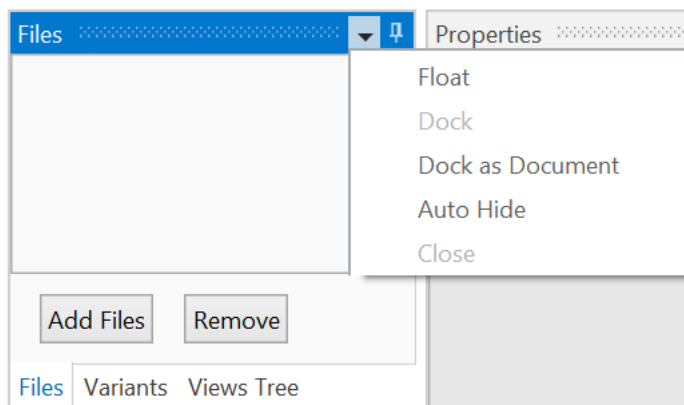 Files
Properties
Float
Dock
Dock as Document
Auto Hide
Close
Add Files
Remove
Files
Variants
Views Tree